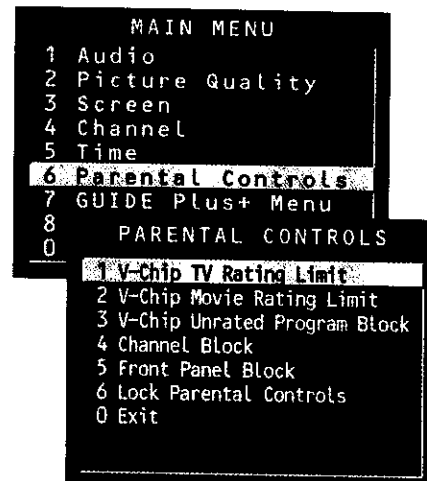 MAIN MENU
1 Audio
2 Picture Quality
3 Screen
4 Channel
5 Time
6 Parental Controls
7 GUIDE Plus+ Menu
8
0
PARENTAL CONTROLS
1 V-Chip TV Rating Limit
2 V-Chip Movie Rating Limit
3 V-Chip Unrated Program Block
4 Channel Block
5 Front Panel Block
6 Lock Parental Controls
0 Exit